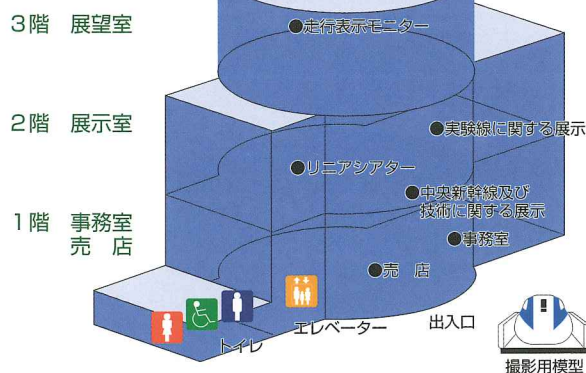 3階 展望室
●走行表示モニター
2階 展示室
●実験線に関する展示
●リニアシアター
●中央新幹線及び
技術に関する展示
1階 事務室
売 店
●事務室
●売 店
エレベーター
出入口
トイレ
撮影用模型